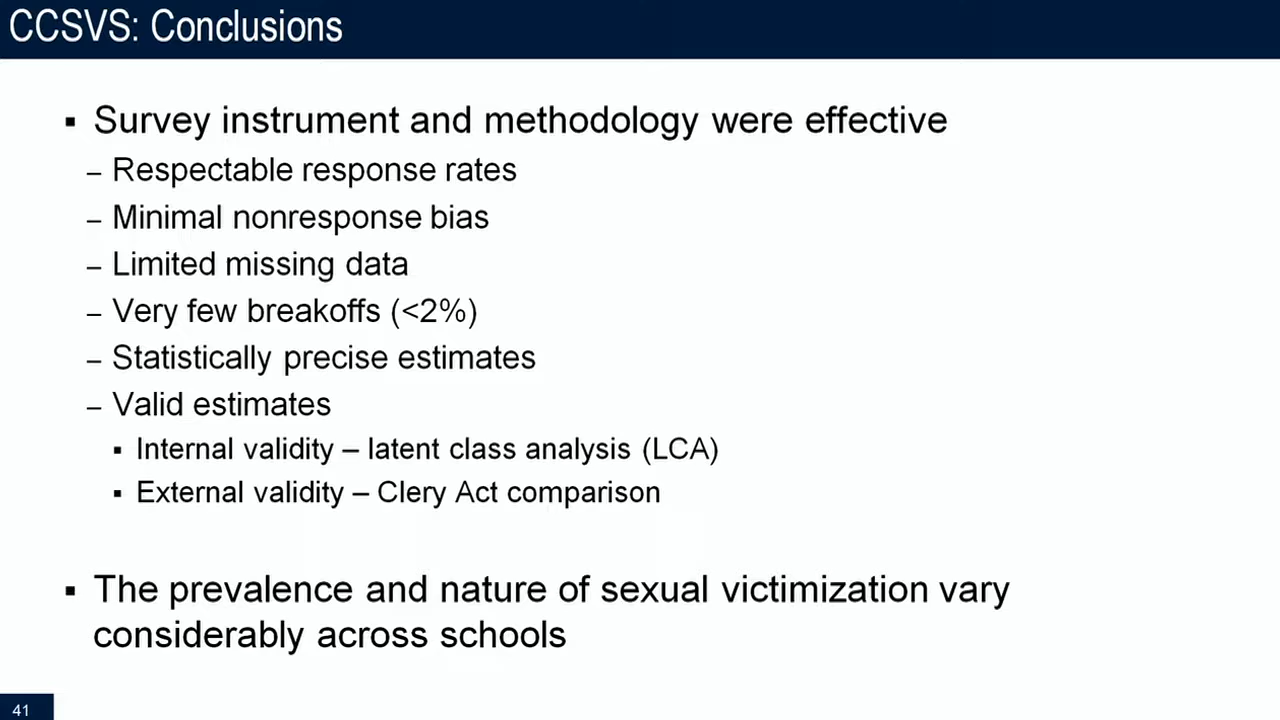 CCSVS: Conclusions
▪ Survey instrument and methodology were effective
– Respectable response rates
– Minimal nonresponse bias
– Limited missing data
– Very few breakoffs (<2%)
– Statistically precise estimates
– Valid estimates
▪ Internal validity – latent class analysis (LCA)
▪ External validity – Clery Act comparison
▪ The prevalence and nature of sexual victimization vary
considerably across schools
41